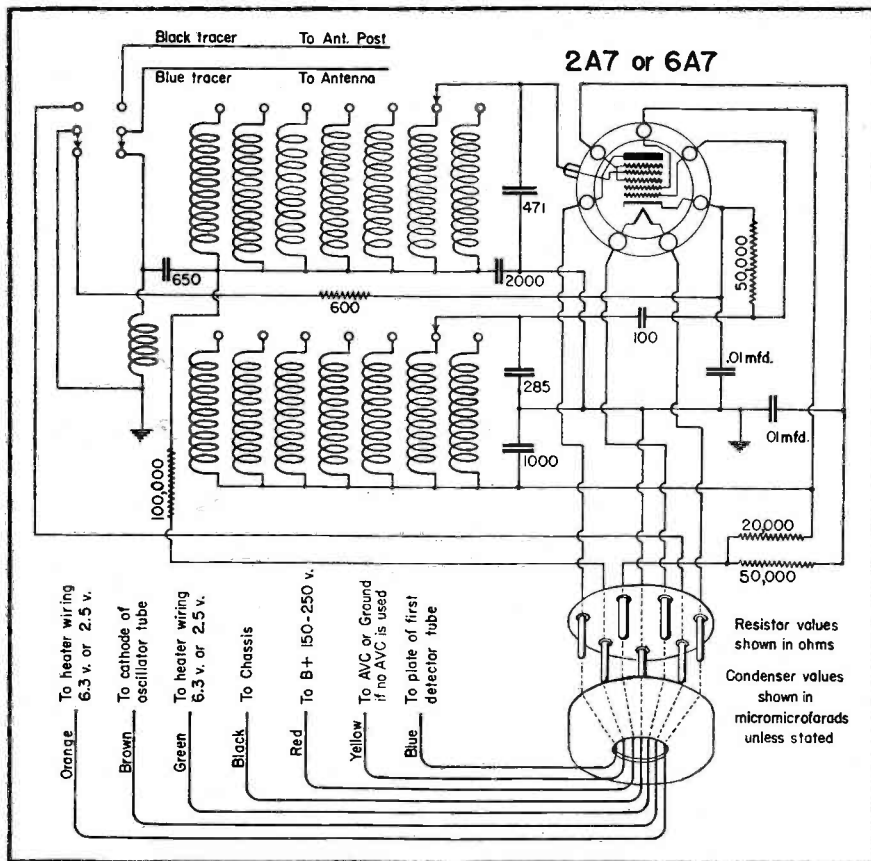 Black tracer To Ant. Post
2A7 or 6A7
Blue tracer To Antenna
471
50,000
650
2000
600
100
.01 mfd.
285
.01 mfd.
1000
100,000
20,000
50,000
Resistor values
shown in ohms
Condenser values
shown in
micromicrofarads
unless stated
Orange
To heater wiring
6.3 v. or 2.5 v.
Brown
To cathode of
oscillator tube
Green
To heater wiring
6.3 v. or 2.5 v.
Black
To Chassis
Red
To B+ 150-250 v.
Yellow
To AVC or Ground
if no AVC is used
Blue
To plate of first
detector tube